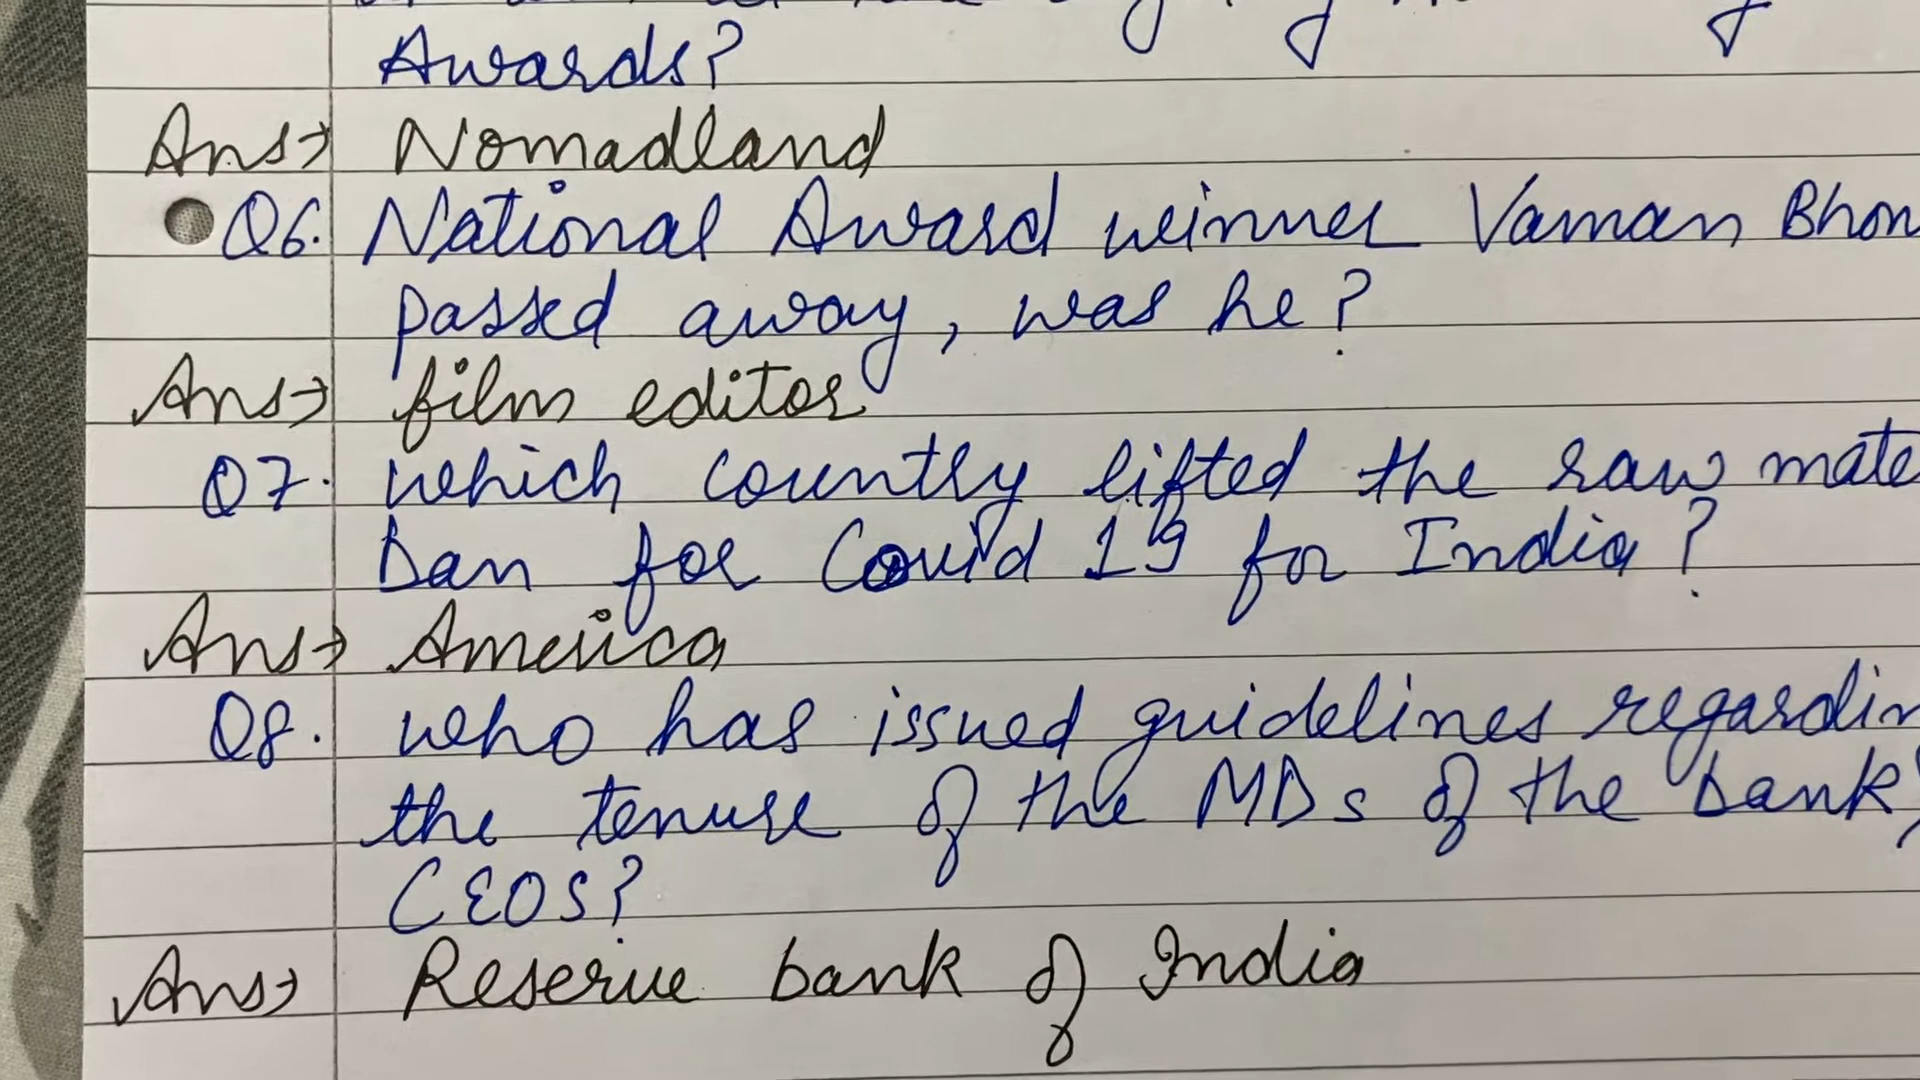 Awards?
Ans→ Nomadland
Q6. National Award winner Vaman Bhon
passed away, was he?
Ans→ film editor
Q7. which country lifted the raw mate
ban for Covid 19 for India?
Ans→ America
Q8. who has issued guidelines regardin
the tenure of the MDs of the bank,
CEOS?
Ans→ Reserve bank of India